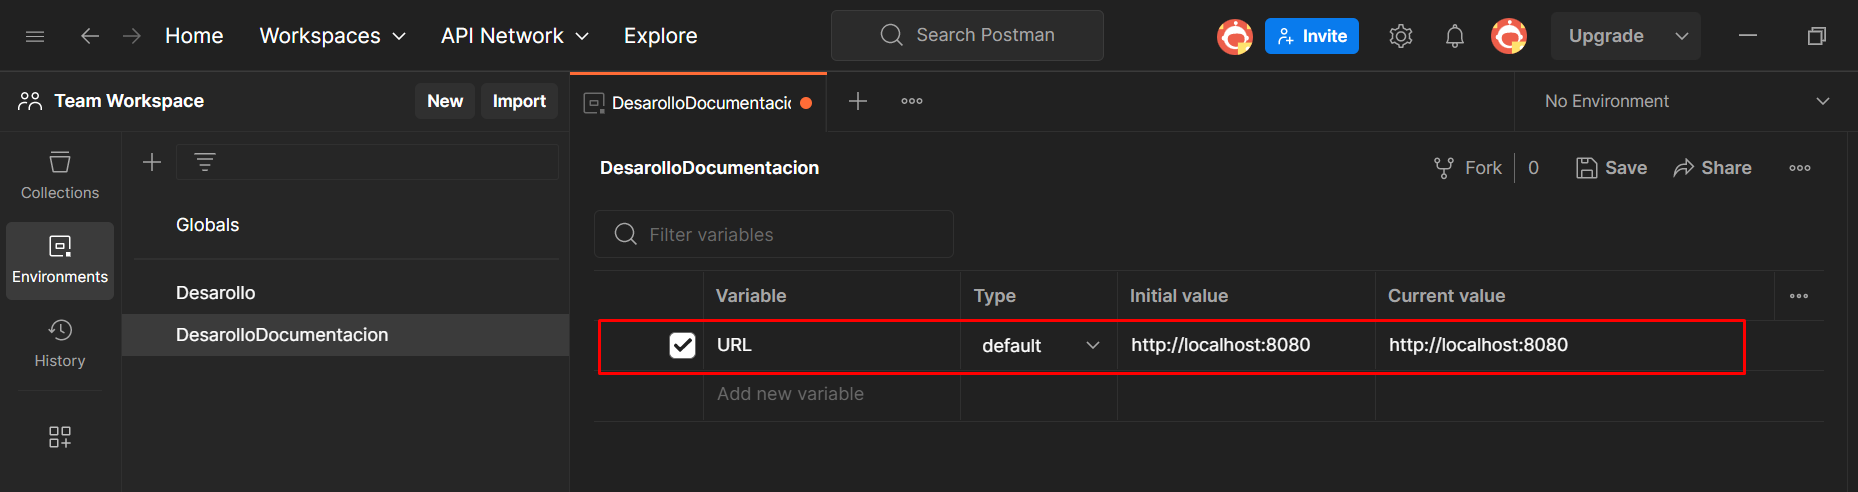 Home Workspaces API Network Explore Search Postman Invite Upgrade
Team Workspace New Import DesarolloDocumentacic No Environment
Collections
Environments
History
Globals
Desarollo
DesarolloDocumentacion
DesarolloDocumentacion Fork 0 Save Share
Filter variables
Variable Type Initial value Current value
URL default http://localhost:8080 http://localhost:8080
Add new variable